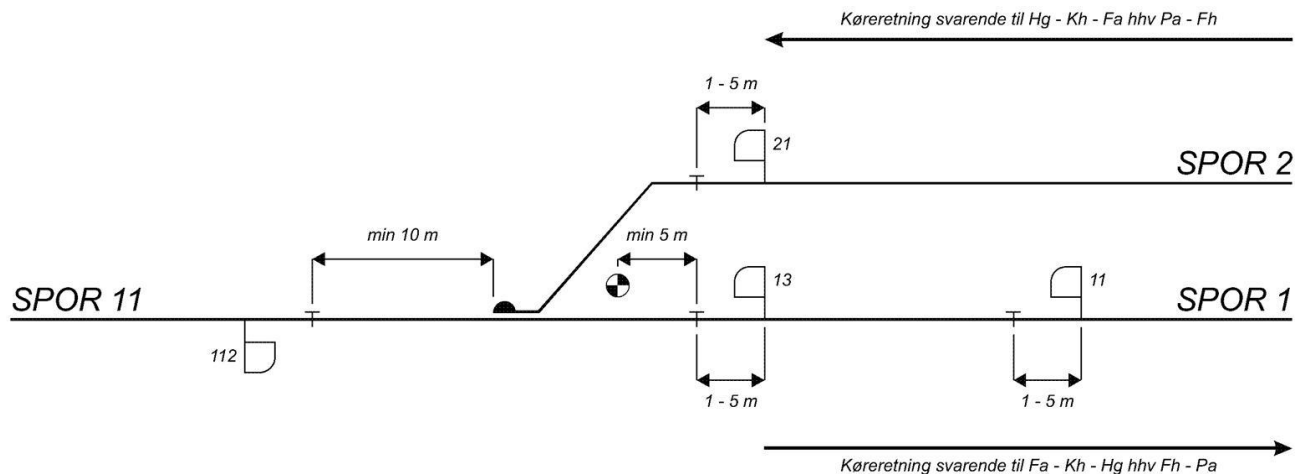 Køreretning svarende til Hg - Kh - Fa hhv Pa - Fh
1 - 5 m
21
SPOR 2
min 10 m
min 5 m
13
11
SPOR 11
SPOR 1
112
1 - 5 m
1 - 5 m
Køreretning svarende til Fa - Kh - Hg hhv Fh - Pa